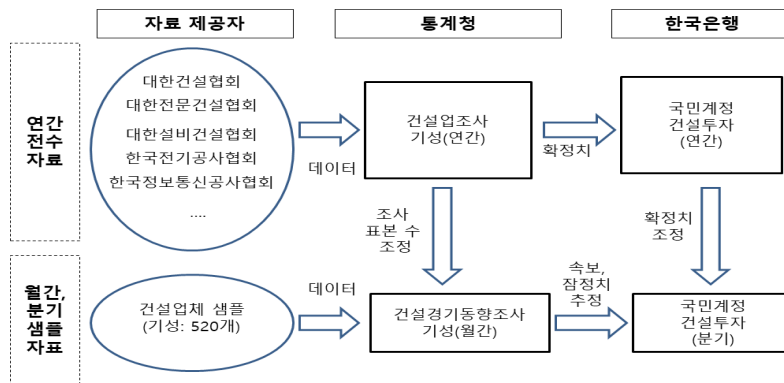 자료 제공자
통계청
한국은행
연간
전수
자료
대한건설협회
대한전문건설협회
대한설비건설협회
한국전기공사협회
한국정보통신공사협회
....
데이터
건설업조사
기성(연간)
확정치
국민계정
건설투자
(연간)
조사
표본 수
조정
확정치
조정
월간,
분기
샘플
자표
건설업체 샘플
(기성: 520개)
데이터
건설경기동향조사
기성(월간)
속보,
잠정치
추정
국민계정
건설투자
(분기)